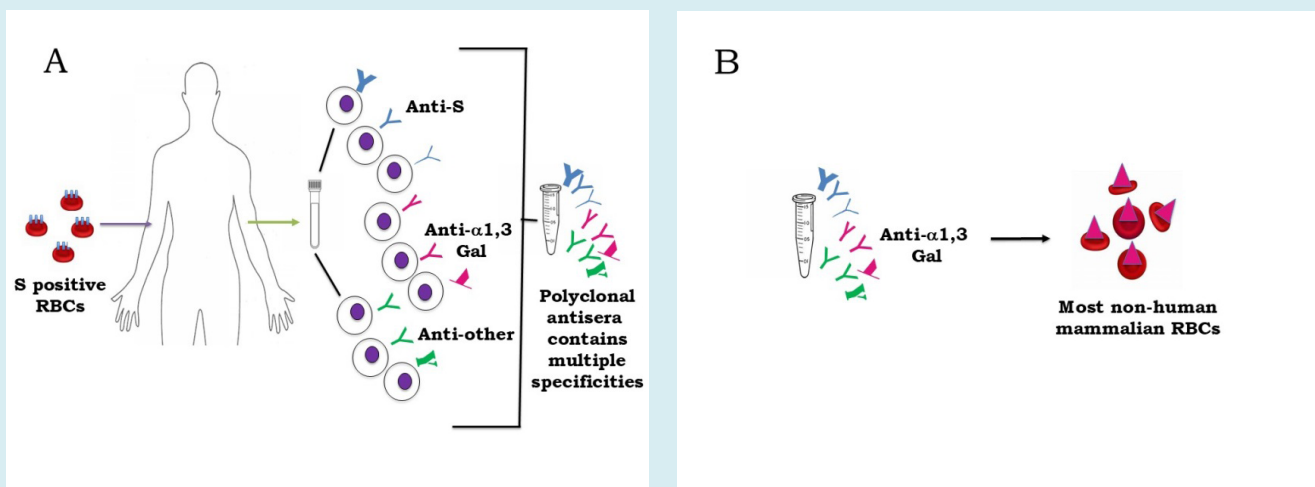 A
Anti-S
S positive
RBCs
Anti-α1,3
Gal
Anti-other
Polyclonal
antisera
contains
multiple
specificities
B
Anti-α1,3
Gal
Most non-human
mammalian RBCs